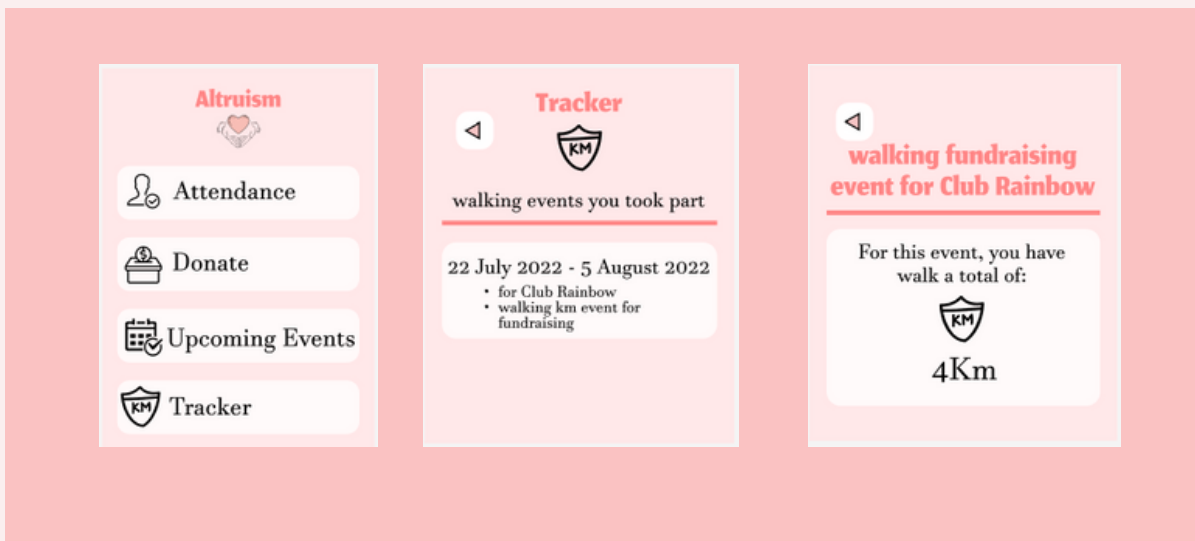 Altruism
Attendance
Donate
Upcoming Events
KM
Tracker
Tracker
KM
walking events you took part
22 July 2022 - 5 August 2022
• for Club Rainbow
• walking km event for
fundraising
walking fundraising
event for Club Rainbow
For this event, you have
walk a total of:
KM
4Km